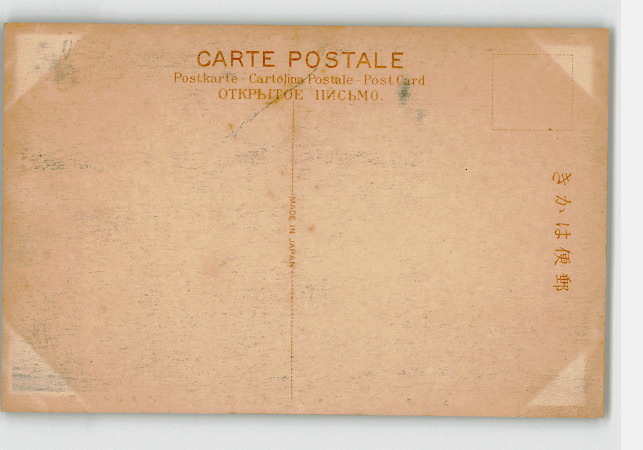 CARTE POSTALE
Postkarte - Cartolina Postale - Post Card
ОТКРЫТОЕ ПИСЬМО.
MADE IN JAPAN
きかは便郵